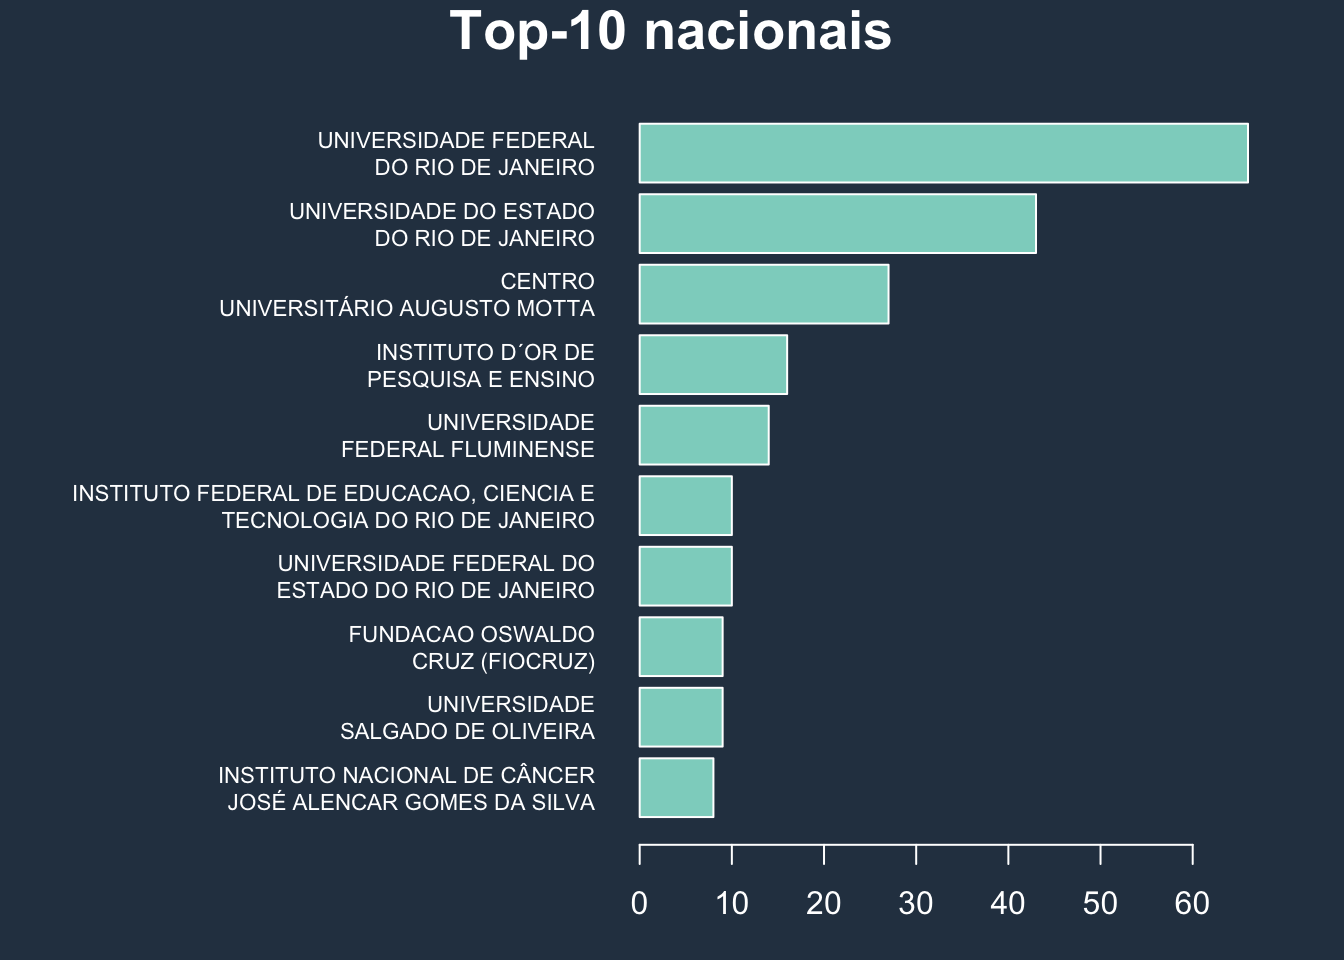 Top-10 nacionais
UNIVERSIDADE FEDERAL
DO RIO DE JANEIRO
UNIVERSIDADE DO ESTADO
DO RIO DE JANEIRO
CENTRO
UNIVERSITÁRIO AUGUSTO MOTTA
INSTITUTO D´OR DE
PESQUISA E ENSINO
UNIVERSIDADE
FEDERAL FLUMINENSE
INSTITUTO FEDERAL DE EDUCACAO, CIENCIA E
TECNOLOGIA DO RIO DE JANEIRO
UNIVERSIDADE FEDERAL DO
ESTADO DO RIO DE JANEIRO
FUNDACAO OSWALDO
CRUZ (FIOCRUZ)
UNIVERSIDADE
SALGADO DE OLIVEIRA
INSTITUTO NACIONAL DE CÂNCER
JOSÉ ALENCAR GOMES DA SILVA
0 10 20 30 40 50 60